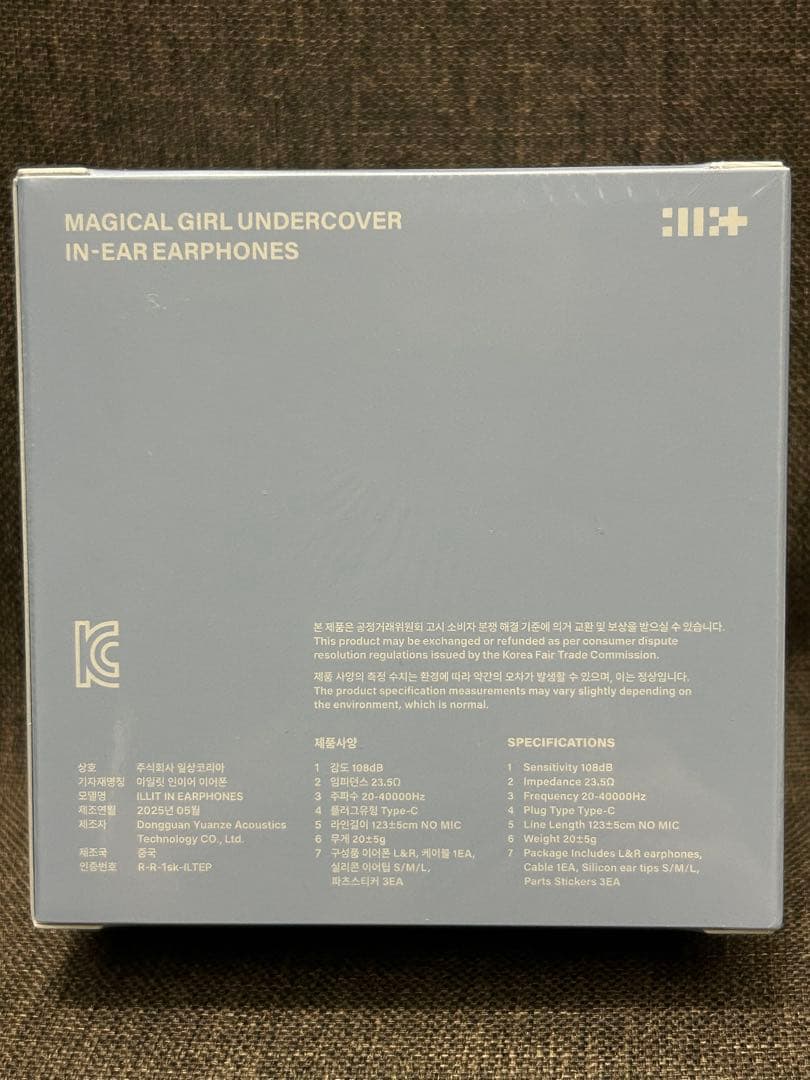 MAGICAL GIRL UNDERCOVER
IN-EAR EARPHONES
본 제품은 공정거래위원회 고시 소비자 분쟁 해결 기준에 의거 교환 및 보상을 받으실 수 있습니다.
This product may be exchanged or refunded as per consumer dispute
resolution regulations issued by the Korea Fair Trade Commission.
제품 사양의 측정 수치는 환경에 따라 약간의 오차가 발생할 수 있으며, 이는 정상입니다.
The product specification measurements may vary slightly depending on
the environment, which is normal.
상호 주식회사 일상코리아
기자재명칭 아일릿 인이어 이어폰
모델명 ILLIT IN EARPHONES
제조연월 2025년 05월
제조자 Dongguan Yuanze Acoustics
Technology CO., Ltd.
제조국 중국
인증번호 R-R-1sk-ILTEP
제품사양
1 감도 108dB
2 임피던스 23.5Ω
3 주파수 20-40000Hz
4 플러그유형 Type-C
5 라인길이 123±5cm NO MIC
6 무게 20±5g
7 구성품 이어폰 L&R, 케이블 1EA,
실리콘 이어팁 S/M/L,
파츠스티커 3EA
SPECIFICATIONS
1 Sensitivity 108dB
2 Impedance 23.5Ω
3 Frequency 20-40000Hz
4 Plug Type Type-C
5 Line Length 123±5cm NO MIC
6 Weight 20±5g
7 Package Includes L&R earphones,
Cable 1EA, Silicon ear tips S/M/L,
Parts Stickers 3EA